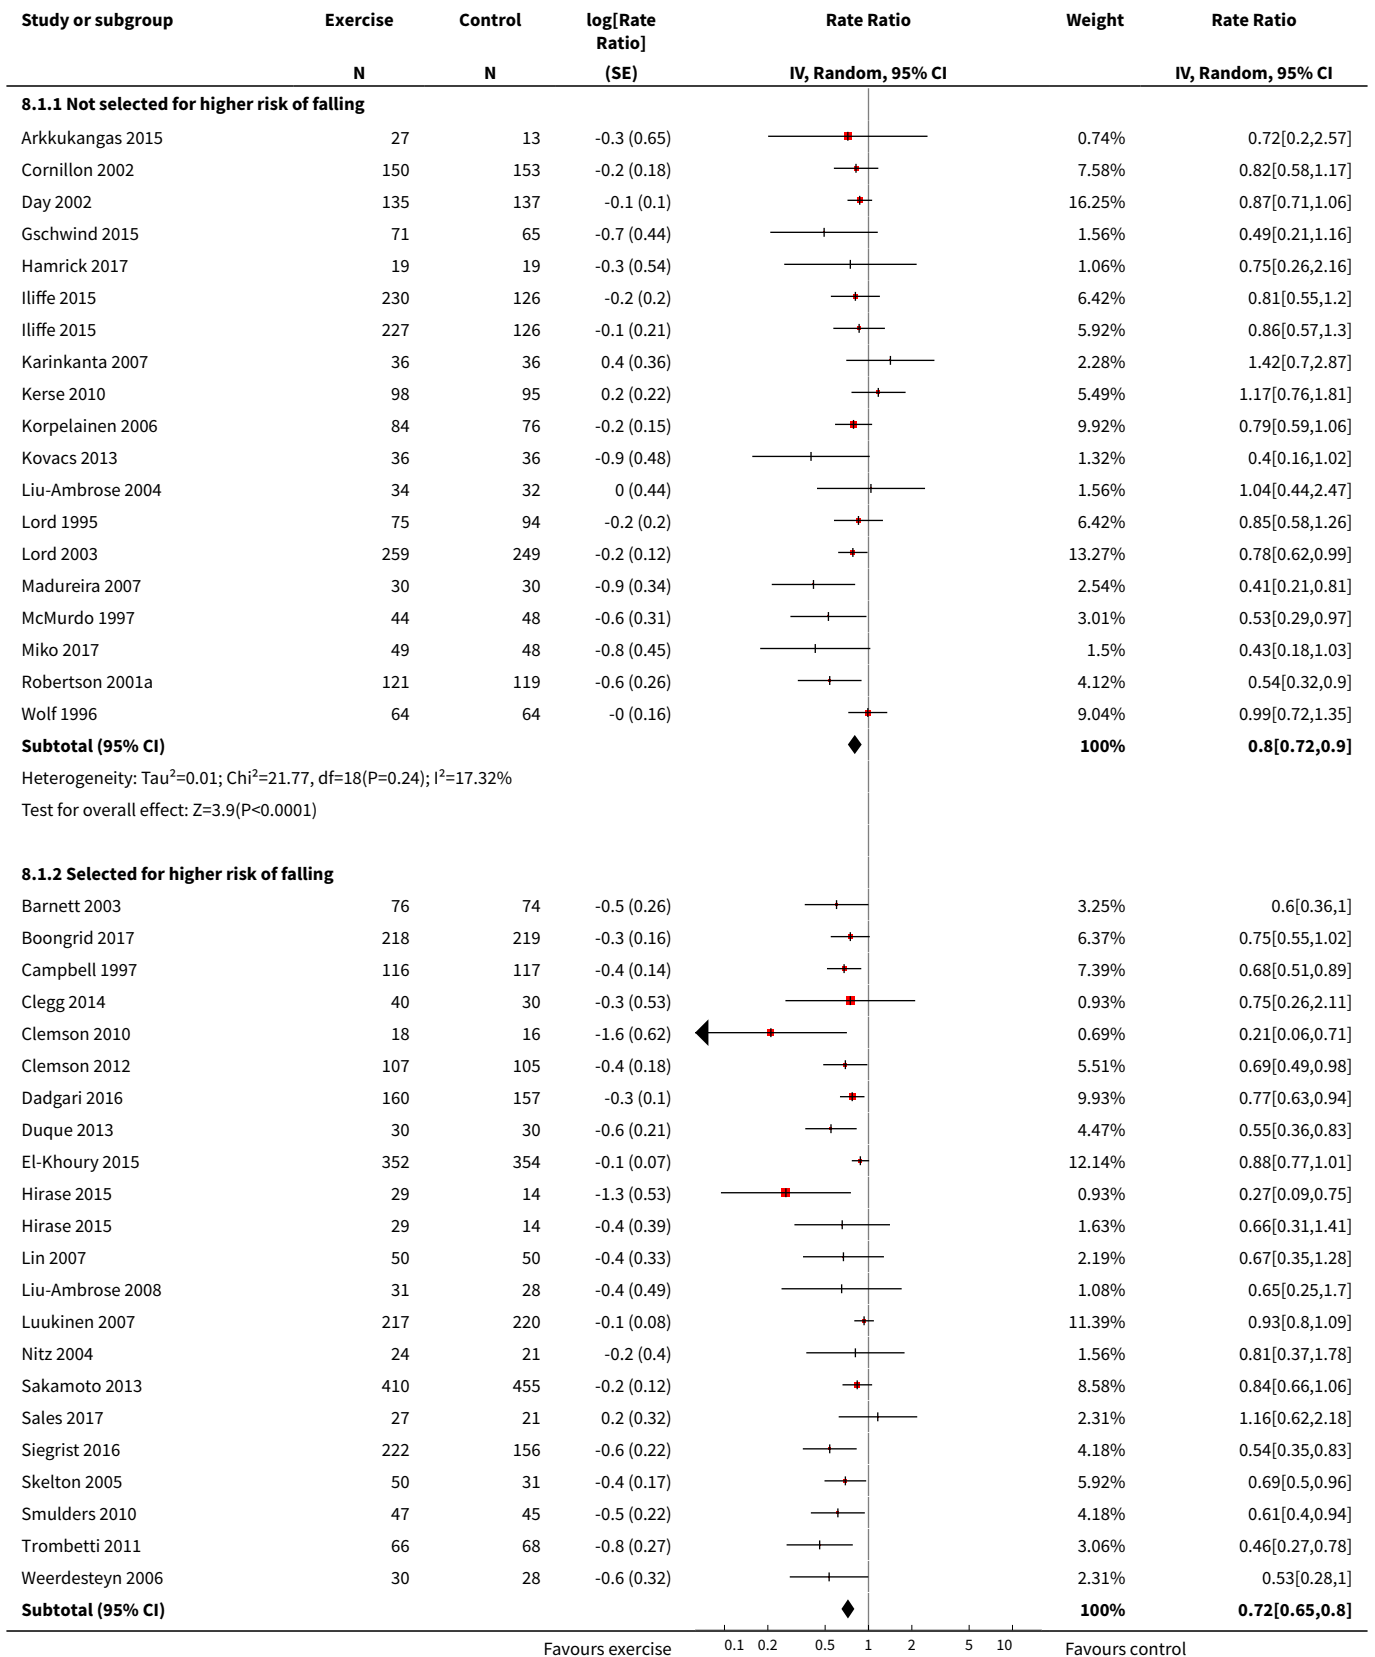 Study or subgroup Exercise Control log[Rate Ratio] Rate Ratio Weight Rate Ratio
N N (SE) IV, Random, 95% CI IV, Random, 95% CI
8.1.1 Not selected for higher risk of falling
Arkkukangas 2015 27 13 -0.3 (0.65) 0.74% 0.72[0.2,2.57]
Cornillon 2002 150 153 -0.2 (0.18) 7.58% 0.82[0.58,1.17]
Day 2002 135 137 -0.1 (0.1) 16.25% 0.87[0.71,1.06]
Gschwind 2015 71 65 -0.7 (0.44) 1.56% 0.49[0.21,1.16]
Hamrick 2017 19 19 -0.3 (0.54) 1.06% 0.75[0.26,2.16]
Iliffe 2015 230 126 -0.2 (0.2) 6.42% 0.81[0.55,1.2]
Iliffe 2015 227 126 -0.1 (0.21) 5.92% 0.86[0.57,1.3]
Karinkanta 2007 36 36 0.4 (0.36) 2.28% 1.42[0.7,2.87]
Kerse 2010 98 95 0.2 (0.22) 5.49% 1.17[0.76,1.81]
Korpelainen 2006 84 76 -0.2 (0.15) 9.92% 0.79[0.59,1.06]
Kovacs 2013 36 36 -0.9 (0.48) 1.32% 0.4[0.16,1.02]
Liu-Ambrose 2004 34 32 0 (0.44) 1.56% 1.04[0.44,2.47]
Lord 1995 75 94 -0.2 (0.2) 6.42% 0.85[0.58,1.26]
Lord 2003 259 249 -0.2 (0.12) 13.27% 0.78[0.62,0.99]
Madureira 2007 30 30 -0.9 (0.34) 2.54% 0.41[0.21,0.81]
McMurdo 1997 44 48 -0.6 (0.31) 3.01% 0.53[0.29,0.97]
Miko 2017 49 48 -0.8 (0.45) 1.5% 0.43[0.18,1.03]
Robertson 2001a 121 119 -0.6 (0.26) 4.12% 0.54[0.32,0.9]
Wolf 1996 64 64 -0 (0.16) 9.04% 0.99[0.72,1.35]
Subtotal (95% CI) 100% 0.8[0.72,0.9]
Heterogeneity: Tau²=0.01; Chi²=21.77, df=18(P=0.24); I²=17.32%
Test for overall effect: Z=3.9(P<0.0001)
8.1.2 Selected for higher risk of falling
Barnett 2003 76 74 -0.5 (0.26) 3.25% 0.6[0.36,1]
Boongrid 2017 218 219 -0.3 (0.16) 6.37% 0.75[0.55,1.02]
Campbell 1997 116 117 -0.4 (0.14) 7.39% 0.68[0.51,0.89]
Clegg 2014 40 30 -0.3 (0.53) 0.93% 0.75[0.26,2.11]
Clemson 2010 18 16 -1.6 (0.62) 0.69% 0.21[0.06,0.71]
Clemson 2012 107 105 -0.4 (0.18) 5.51% 0.69[0.49,0.98]
Dadgari 2016 160 157 -0.3 (0.1) 9.93% 0.77[0.63,0.94]
Duque 2013 30 30 -0.6 (0.21) 4.47% 0.55[0.36,0.83]
El-Khoury 2015 352 354 -0.1 (0.07) 12.14% 0.88[0.77,1.01]
Hirase 2015 29 14 -1.3 (0.53) 0.93% 0.27[0.09,0.75]
Hirase 2015 29 14 -0.4 (0.39) 1.63% 0.66[0.31,1.41]
Lin 2007 50 50 -0.4 (0.33) 2.19% 0.67[0.35,1.28]
Liu-Ambrose 2008 31 28 -0.4 (0.49) 1.08% 0.65[0.25,1.7]
Luukinen 2007 217 220 -0.1 (0.08) 11.39% 0.93[0.8,1.09]
Nitz 2004 24 21 -0.2 (0.4) 1.56% 0.81[0.37,1.78]
Sakamoto 2013 410 455 -0.2 (0.12) 8.58% 0.84[0.66,1.06]
Sales 2017 27 21 0.2 (0.32) 2.31% 1.16[0.62,2.18]
Siegrist 2016 222 156 -0.6 (0.22) 4.18% 0.54[0.35,0.83]
Skelton 2005 50 31 -0.4 (0.17) 5.92% 0.69[0.5,0.96]
Smulders 2010 47 45 -0.5 (0.22) 4.18% 0.61[0.4,0.94]
Trombetti 2011 66 68 -0.8 (0.27) 3.06% 0.46[0.27,0.78]
Weerdesteyn 2006 30 28 -0.6 (0.32) 2.31% 0.53[0.28,1]
Subtotal (95% CI) 100% 0.72[0.65,0.8]
Favours exercise 0.1 0.2 0.5 1 2 5 10 Favours control